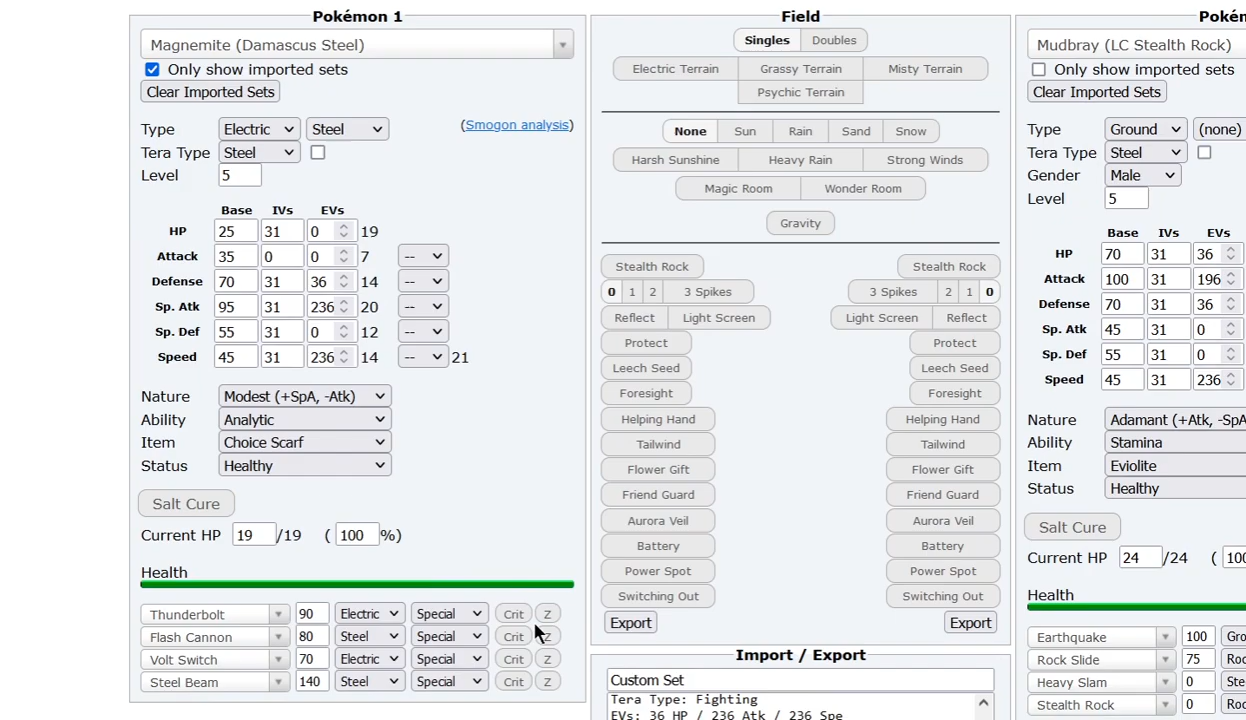 Pokémon 1
Magnemite (Damascus Steel)
Only show imported sets
Clear Imported Sets
Type Electric Steel (Smogon analysis)
Tera Type Steel
Level 5
Base IVs EVs
HP 25 31 0 19
Attack 35 0 0 7 --
Defense 70 31 36 14 --
Sp. Atk 95 31 236 20 --
Sp. Def 55 31 0 12 --
Speed 45 31 236 14 -- 21
Nature Modest (+SpA, -Atk)
Ability Analytic
Item Choice Scarf
Status Healthy
Salt Cure
Current HP 19 /19 ( 100 %)
Health
Thunderbolt 90 Electric Special Crit Z
Flash Cannon 80 Steel Special Crit Z
Volt Switch 70 Electric Special Crit Z
Steel Beam 140 Steel Special Crit Z
Field
Singles Doubles
Electric Terrain Grassy Terrain Misty Terrain
Psychic Terrain
None Sun Rain Sand Snow
Harsh Sunshine Heavy Rain Strong Winds
Magic Room Wonder Room
Gravity
Stealth Rock Stealth Rock
0 1 2 3 Spikes 3 Spikes 2 1 0
Reflect Light Screen Light Screen Reflect
Protect Protect
Leech Seed Leech Seed
Foresight Foresight
Helping Hand Helping Hand
Tailwind Tailwind
Flower Gift Flower Gift
Friend Guard Friend Guard
Aurora Veil Aurora Veil
Battery Battery
Power Spot Power Spot
Switching Out Switching Out
Export Export
Import / Export
Custom Set
Tera Type: Fighting
EVs: 36 HP / 236 Atk / 236 Spe
Pokém
Mudbray (LC Stealth Rock)
Only show imported sets
Clear Imported Sets
Type Ground (none)
Tera Type Steel
Gender Male
Level 5
Base IVs EVs
HP 70 31 36
Attack 100 31 196
Defense 70 31 36
Sp. Atk 45 31 0
Sp. Def 55 31 0
Speed 45 31 236
Nature Adamant (+Atk, -SpA
Ability Stamina
Item Eviolite
Status Healthy
Salt Cure
Current HP 24 /24 ( 100
Health
Earthquake 100 Gro
Rock Slide 75 Roc
Heavy Slam 0 Ste
Stealth Rock 0 Roc